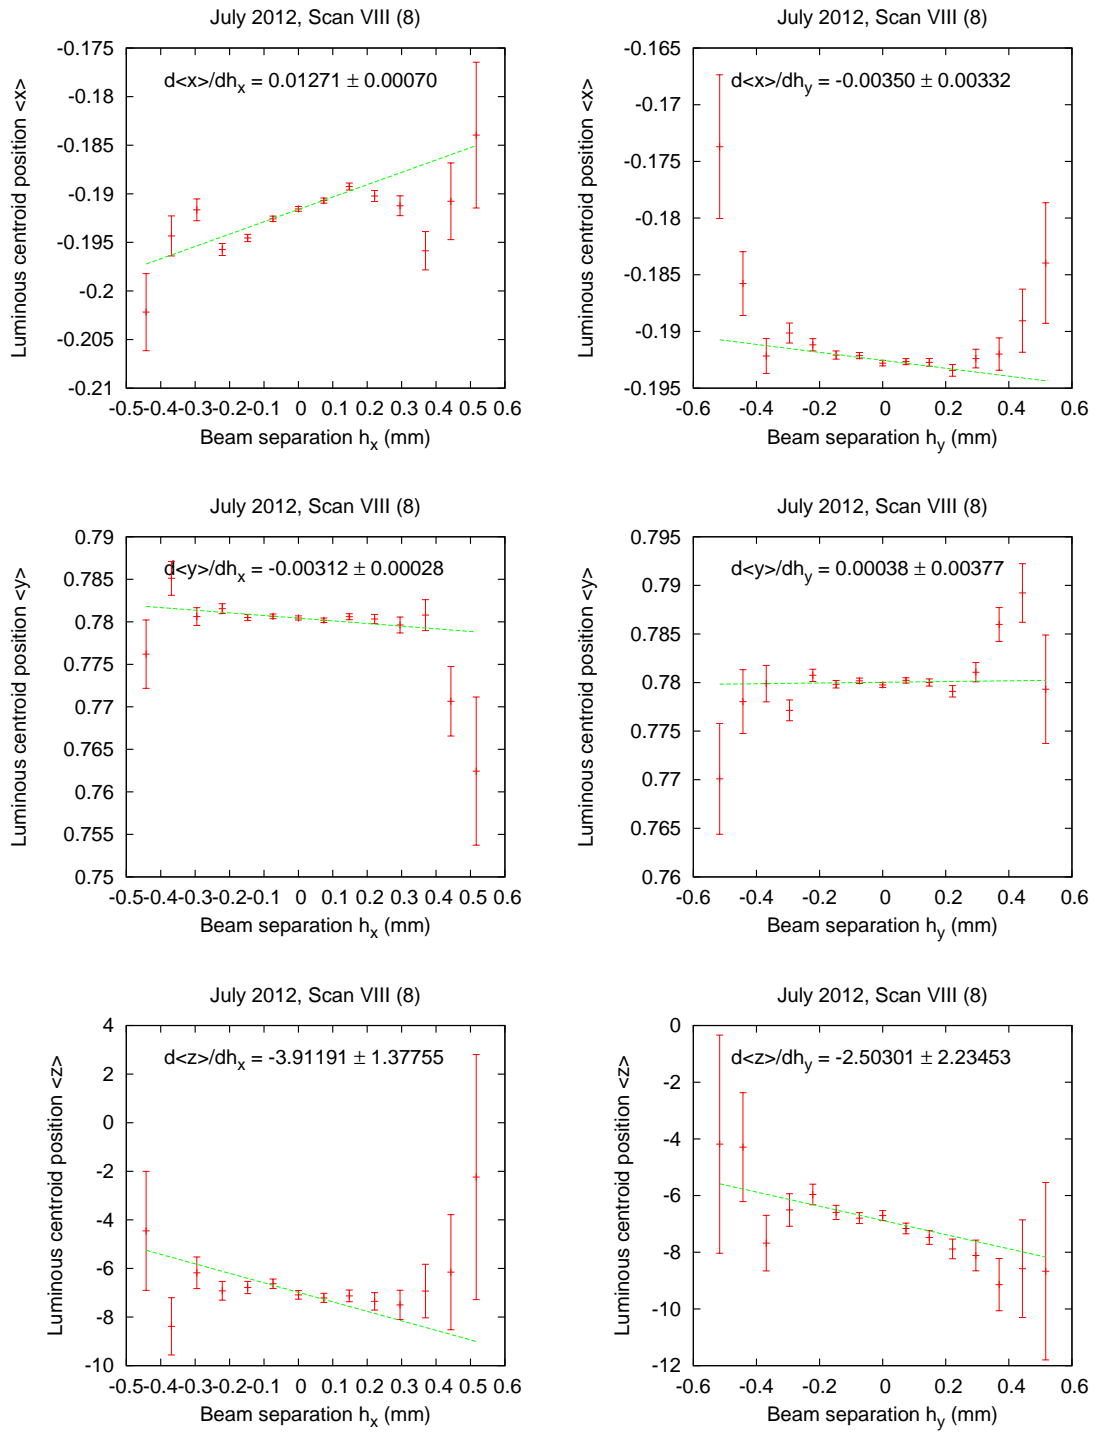 July 2012, Scan VIII (8)
d<x>/dhx = 0.01271 ± 0.00070
Luminous centroid position <x>
-0.175
-0.18
-0.185
-0.19
-0.195
-0.2
-0.205
-0.21
-0.5 -0.4 -0.3 -0.2 -0.1 0 0.1 0.2 0.3 0.4 0.5 0.6
Beam separation hx (mm)
July 2012, Scan VIII (8)
d<x>/dhy = -0.00350 ± 0.00332
Luminous centroid position <x>
-0.165
-0.17
-0.175
-0.18
-0.185
-0.19
-0.195
-0.6 -0.4 -0.2 0 0.2 0.4 0.6
Beam separation hy (mm)
July 2012, Scan VIII (8)
d<y>/dhx = -0.00312 ± 0.00028
Luminous centroid position <y>
0.79
0.785
0.78
0.775
0.77
0.765
0.76
0.755
0.75
-0.5 -0.4 -0.3 -0.2 -0.1 0 0.1 0.2 0.3 0.4 0.5 0.6
Beam separation hx (mm)
July 2012, Scan VIII (8)
d<y>/dhy = 0.00038 ± 0.00377
Luminous centroid position <y>
0.795
0.79
0.785
0.78
0.775
0.77
0.765
0.76
-0.6 -0.4 -0.2 0 0.2 0.4 0.6
Beam separation hy (mm)
July 2012, Scan VIII (8)
d<z>/dhx = -3.91191 ± 1.37755
Luminous centroid position <z>
4
2
0
-2
-4
-6
-8
-10
-0.5 -0.4 -0.3 -0.2 -0.1 0 0.1 0.2 0.3 0.4 0.5 0.6
Beam separation hx (mm)
July 2012, Scan VIII (8)
d<z>/dhy = -2.50301 ± 2.23453
Luminous centroid position <z>
0
-2
-4
-6
-8
-10
-12
-0.6 -0.4 -0.2 0 0.2 0.4 0.6
Beam separation hy (mm)